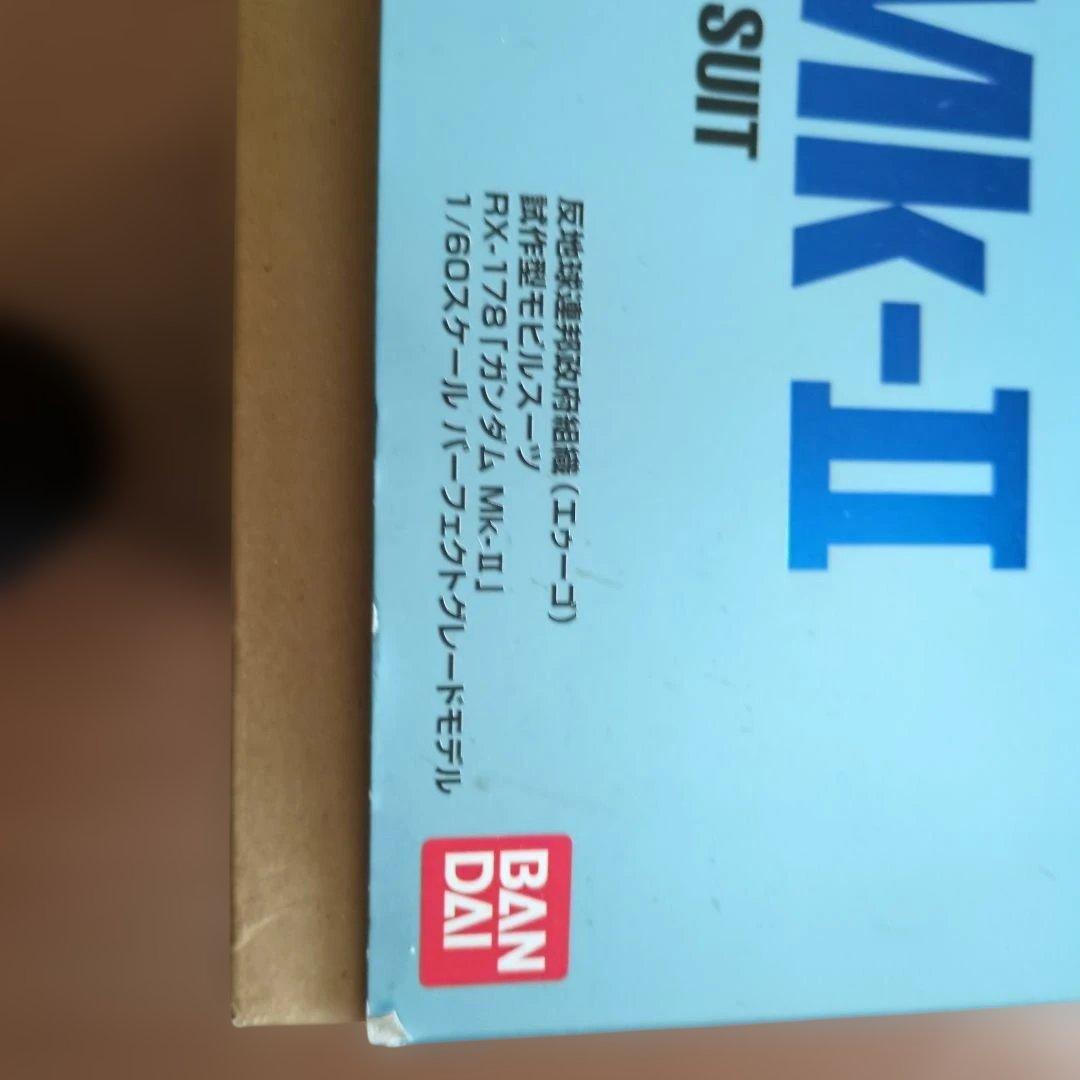 Mk-II
SUIT
反地球連邦政府組織(エゥーゴ)
試作型モビルスーツ
RX-178「ガンダム Mk-II」
1/60スケール パーフェクトグレードモデル
BAN
DAI